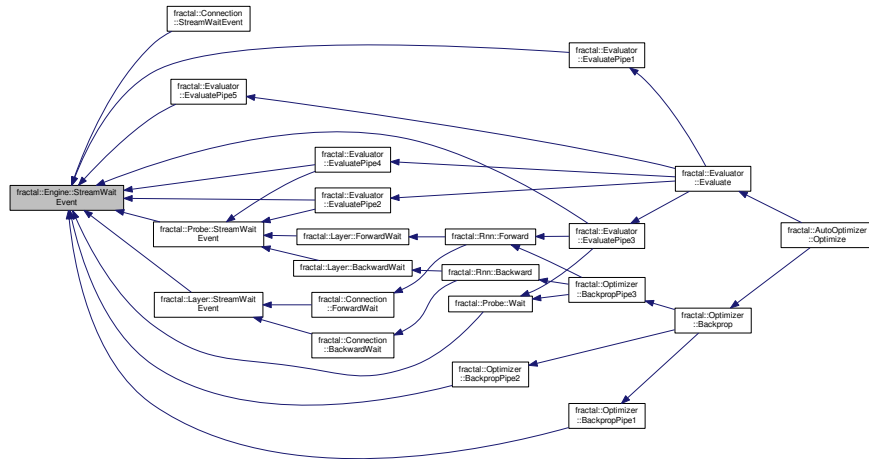 fractal::Connection
::StreamWaitEvent
fractal::Evaluator
::EvaluatePipe1
fractal::Evaluator
::EvaluatePipe5
fractal::Evaluator
::EvaluatePipe4
fractal::Evaluator
::Evaluate
fractal::Engine::StreamWait
Event
fractal::Evaluator
::EvaluatePipe2
fractal::Probe::StreamWait
Event
fractal::Layer::ForwardWait
fractal::Rnn::Forward
fractal::Evaluator
::EvaluatePipe3
fractal::AutoOptimizer
::Optimize
fractal::Layer::BackwardWait
fractal::Rnn::Backward
fractal::Optimizer
::BackpropPipe3
fractal::Layer::StreamWait
Event
fractal::Connection
::ForwardWait
fractal::Probe::Wait
fractal::Optimizer
::Backprop
fractal::Connection
::BackwardWait
fractal::Optimizer
::BackpropPipe2
fractal::Optimizer
::BackpropPipe1